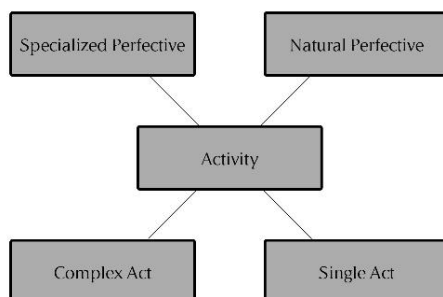 Specialized Perfective
Natural Perfective
Activity
Complex Act
Single Act